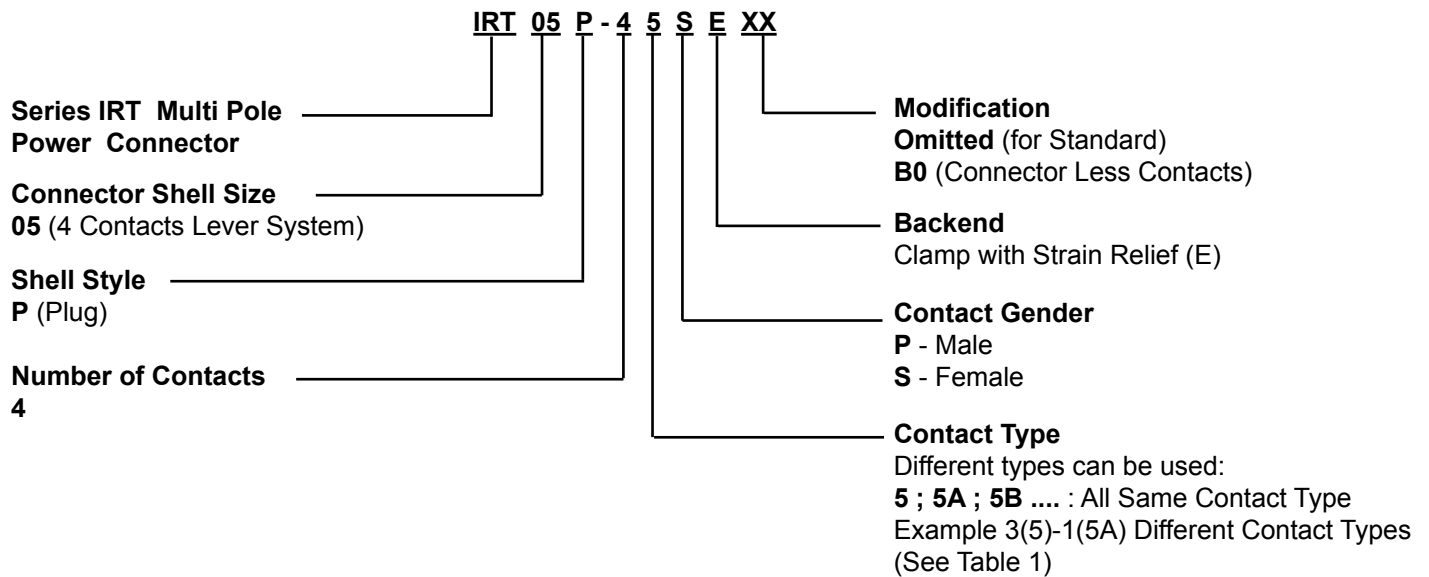 IRT 05 P - 4 5 S E XX
Series IRT Multi Pole
Power Connector
Connector Shell Size
05 (4 Contacts Lever System)
Shell Style
P (Plug)
Number of Contacts
4
Modification
Omitted (for Standard)
B0 (Connector Less Contacts)
Backend
Clamp with Strain Relief (E)
Contact Gender
P - Male
S - Female
Contact Type
Different types can be used:
5 ; 5A ; 5B .... : All Same Contact Type
Example 3(5)-1(5A) Different Contact Types
(See Table 1)